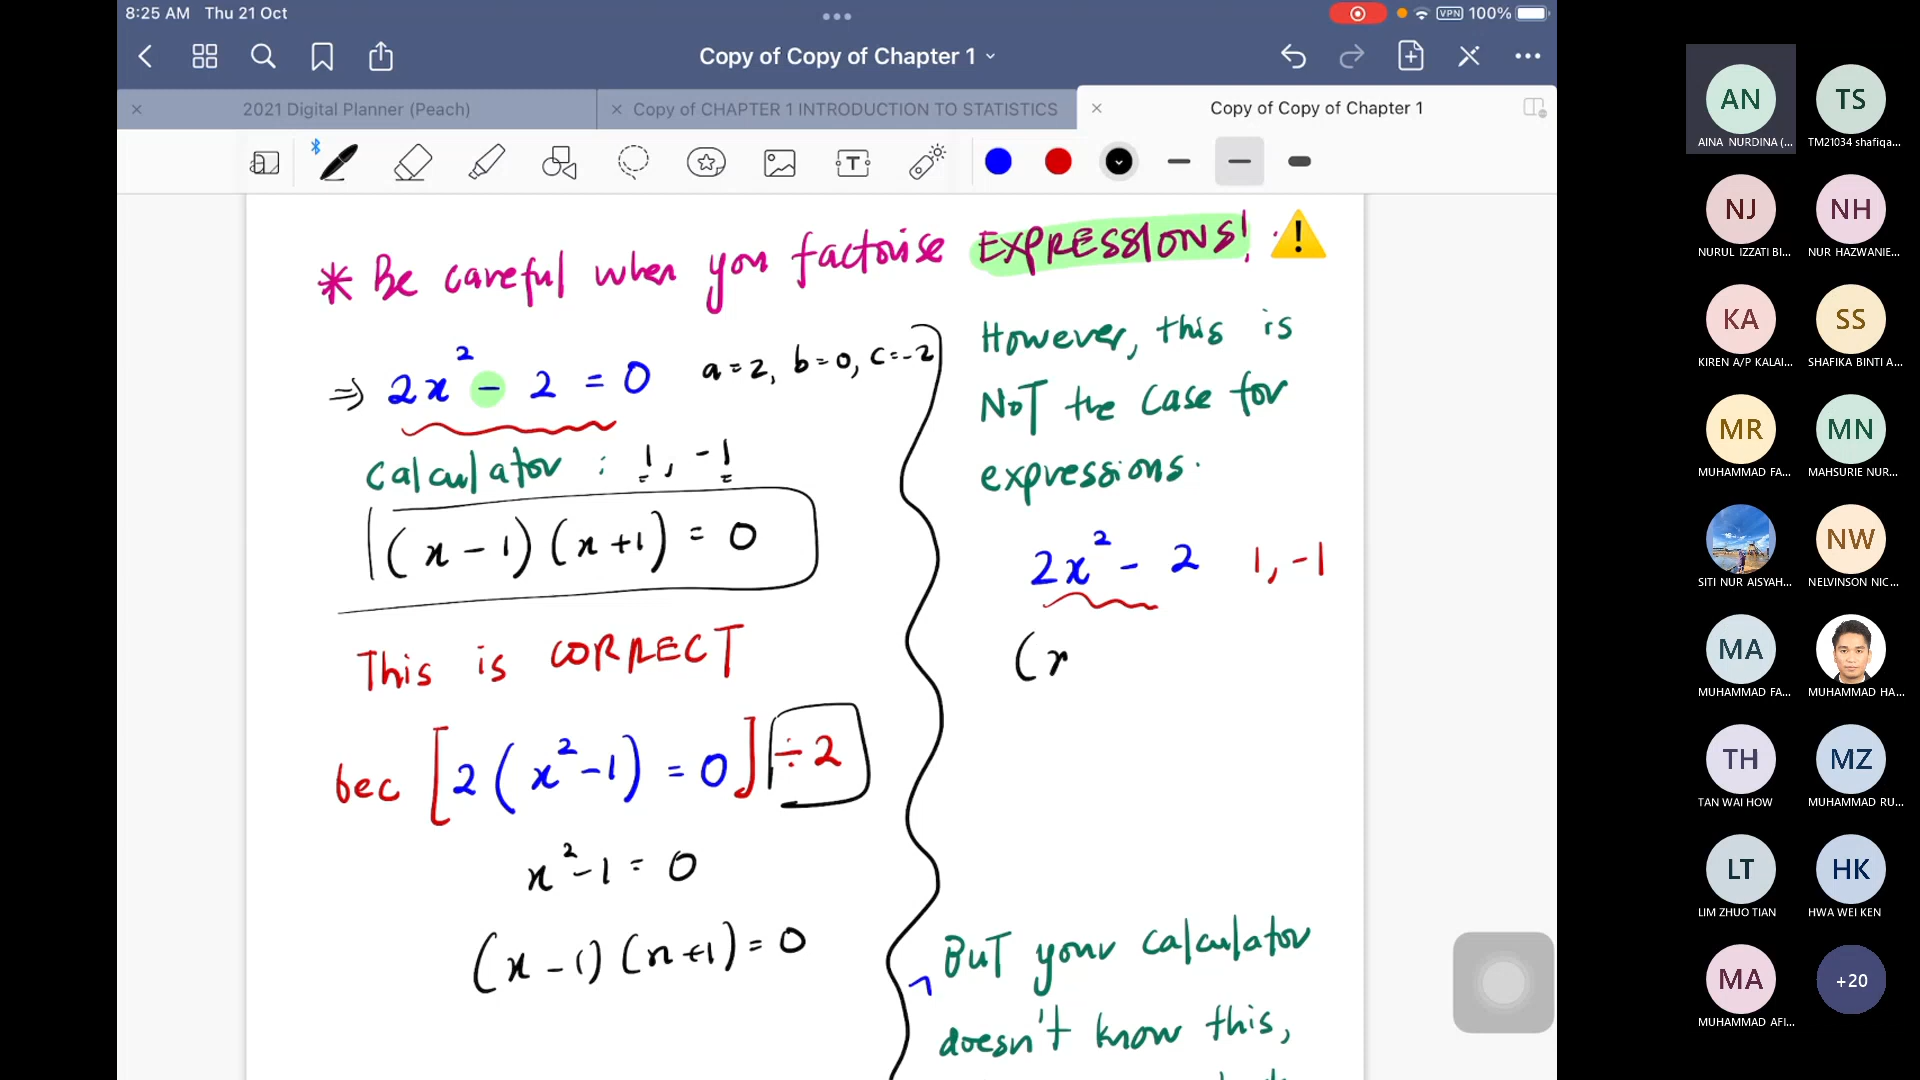 8:25 AM Thu 21 Oct
VPN 100%
Copy of Copy of Chapter 1
2021 Digital Planner (Peach)
Copy of CHAPTER 1 INTRODUCTION TO STATISTICS
Copy of Copy of Chapter 1
* Be careful when you factorise EXPRESSIONS!
⇒ 2x² - 2 = 0 a = 2, b = 0, c = -2
calculator : 1, -1
(x - 1) (x + 1) = 0
This is CORRECT
bec [2(x² - 1) = 0] ÷ 2
x² - 1 = 0
(x - 1) (x + 1) = 0
However, this is
NOT the case for
expressions.
2x² - 2 1, -1
(x
BUT your calculator
doesn't know this,
AN
AINA NURDINA (...
TS
TM21034 shafiqa...
NJ
NURUL IZZATI BI...
NH
NUR HAZWANIE...
KA
KIREN A/P KALAI...
SS
SHAFIKA BINTI A...
MR
MUHAMMAD FA...
MN
MAHSURIE NUR...
SITI NUR AISYAH...
NW
NELVINSON NIC...
MA
MUHAMMAD FA...
MUHAMMAD HA...
TH
TAN WAI HOW
MZ
MUHAMMAD RU...
LT
LIM ZHUO TIAN
HK
HWA WEI KEN
MA
MUHAMMAD AFI...
+20